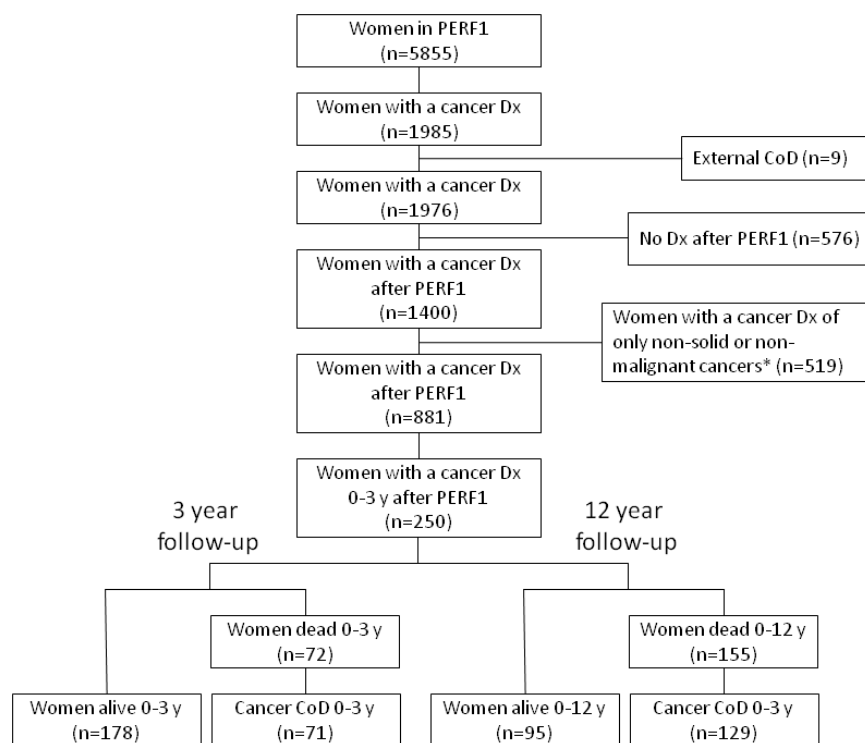 Women in PERF1
(n=5855)
Women with a cancer Dx
(n=1985)
External CoD (n=9)
Women with a cancer Dx
(n=1976)
No Dx after PERF1 (n=576)
Women with a cancer Dx
after PERF1
(n=1400)
Women with a cancer Dx of
only non-solid or non-
malignant cancers* (n=519)
Women with a cancer Dx
after PERF1
(n=881)
Women with a cancer Dx
0-3 y after PERF1
(n=250)
3 year
follow-up
12 year
follow-up
Women dead 0-3 y
(n=72)
Women dead 0-12 y
(n=155)
Women alive 0-3 y
(n=178)
Cancer CoD 0-3 y
(n=71)
Women alive 0-12 y
(n=95)
Cancer CoD 0-3 y
(n=129)